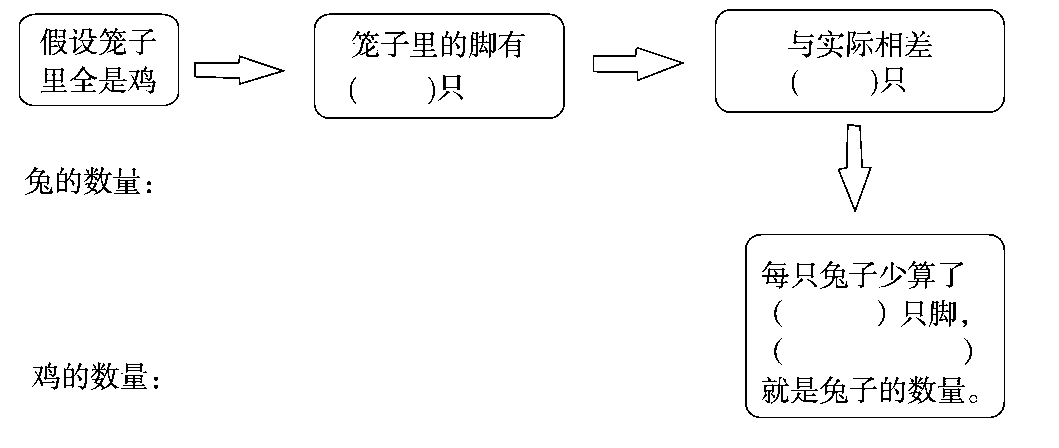 假设笼子
里全是鸡
笼子里的脚有
(　　)只
与实际相差
(　　)只
兔的数量：
每只兔子少算了
（　　）只脚，
（　　　　）
就是兔子的数量。
鸡的数量：